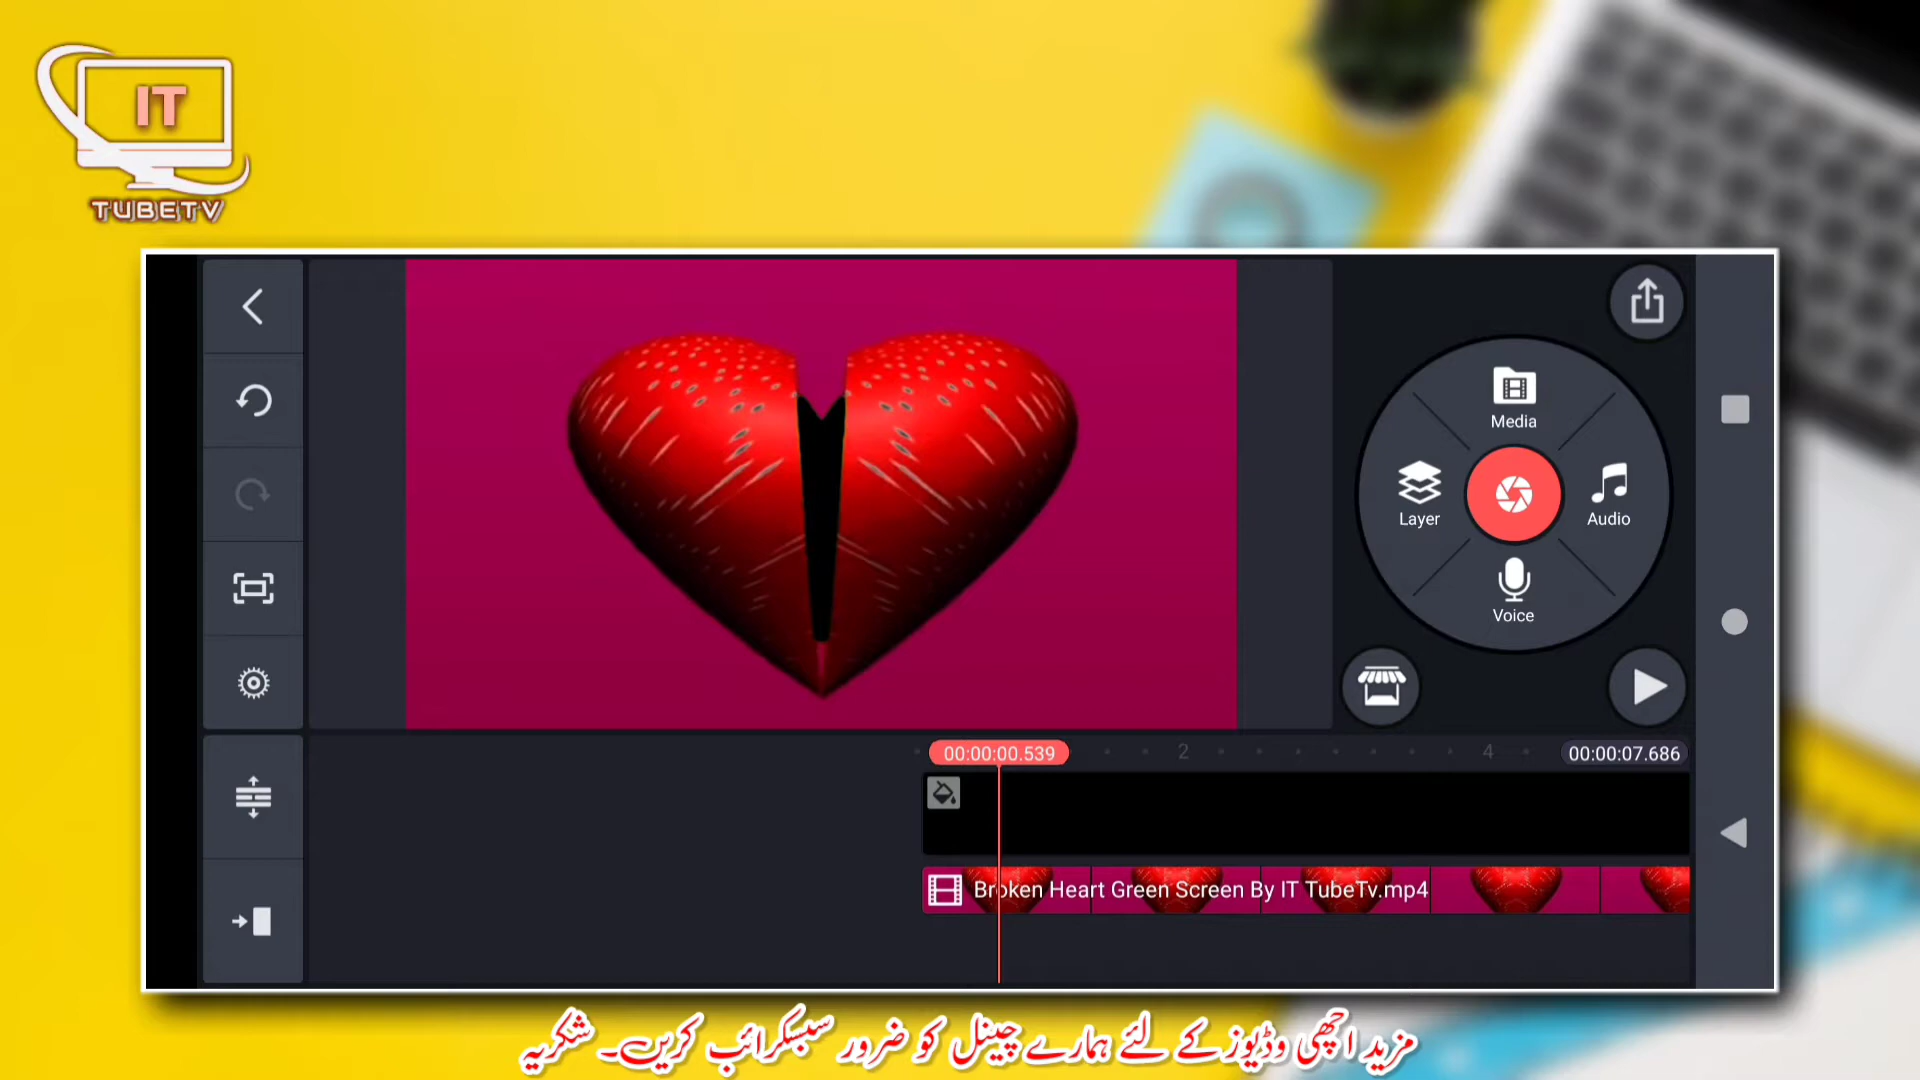 IT
TUBETV
Media
Layer
Audio
Voice
00:00:00.539
2
4
00:00:07.686
Broken Heart Green Screen By IT TubeTv.mp4
مزید اچھی وڈیوز کے لئے ہمارے چینل کو ضرور سبسکرائب کریں۔ شکریہ